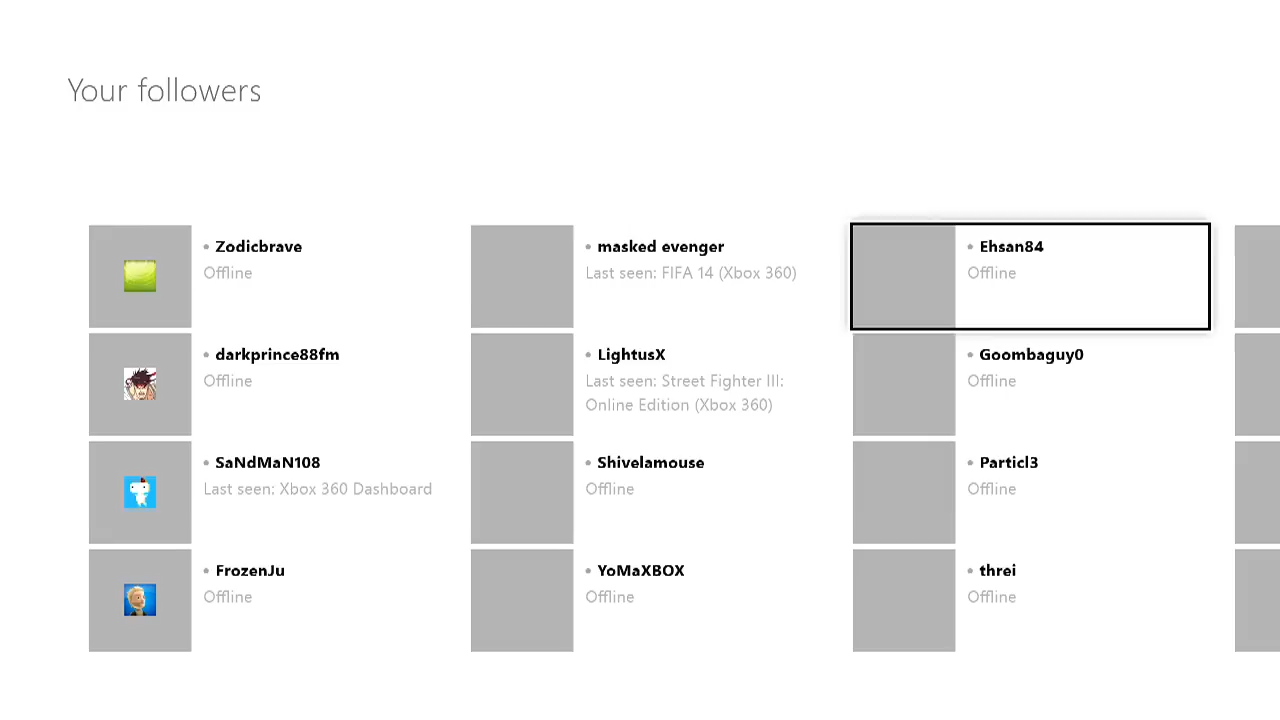 Your followers
Zodicbrave
Offline
darkprince88fm
Offline
SaNdMaN108
Last seen: Xbox 360 Dashboard
FrozenJu
Offline
masked evenger
Last seen: FIFA 14 (Xbox 360)
LightusX
Last seen: Street Fighter III:
Online Edition (Xbox 360)
Shivelamouse
Offline
YoMaXBOX
Offline
Ehsan84
Offline
Goombaguy0
Offline
Particl3
Offline
threi
Offline